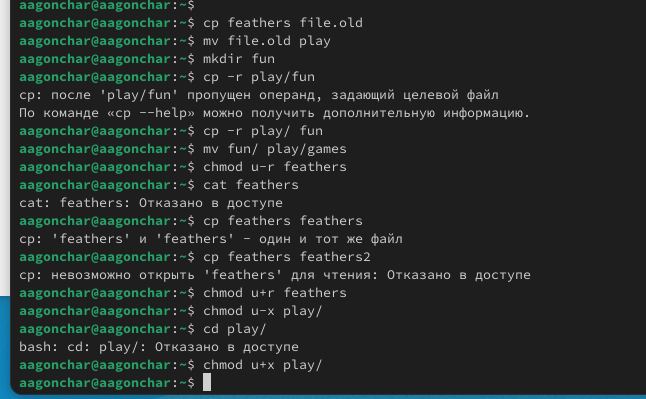 aagonchar@aagonchar:~$
aagonchar@aagonchar:~$ cp feathers file.old
aagonchar@aagonchar:~$ mv file.old play
aagonchar@aagonchar:~$ mkdir fun
aagonchar@aagonchar:~$ cp -r play/fun
cp: после 'play/fun' пропущен операнд, задающий целевой файл
По команде «cp --help» можно получить дополнительную информацию.
aagonchar@aagonchar:~$ cp -r play/ fun
aagonchar@aagonchar:~$ mv fun/ play/games
aagonchar@aagonchar:~$ chmod u-r feathers
aagonchar@aagonchar:~$ cat feathers
cat: feathers: Отказано в доступе
aagonchar@aagonchar:~$ cp feathers feathers
cp: 'feathers' и 'feathers' - один и тот же файл
aagonchar@aagonchar:~$ cp feathers feathers2
cp: невозможно открыть 'feathers' для чтения: Отказано в доступе
aagonchar@aagonchar:~$ chmod u+r feathers
aagonchar@aagonchar:~$ chmod u-x play/
aagonchar@aagonchar:~$ cd play/
bash: cd: play/: Отказано в доступе
aagonchar@aagonchar:~$ chmod u+x play/
aagonchar@aagonchar:~$